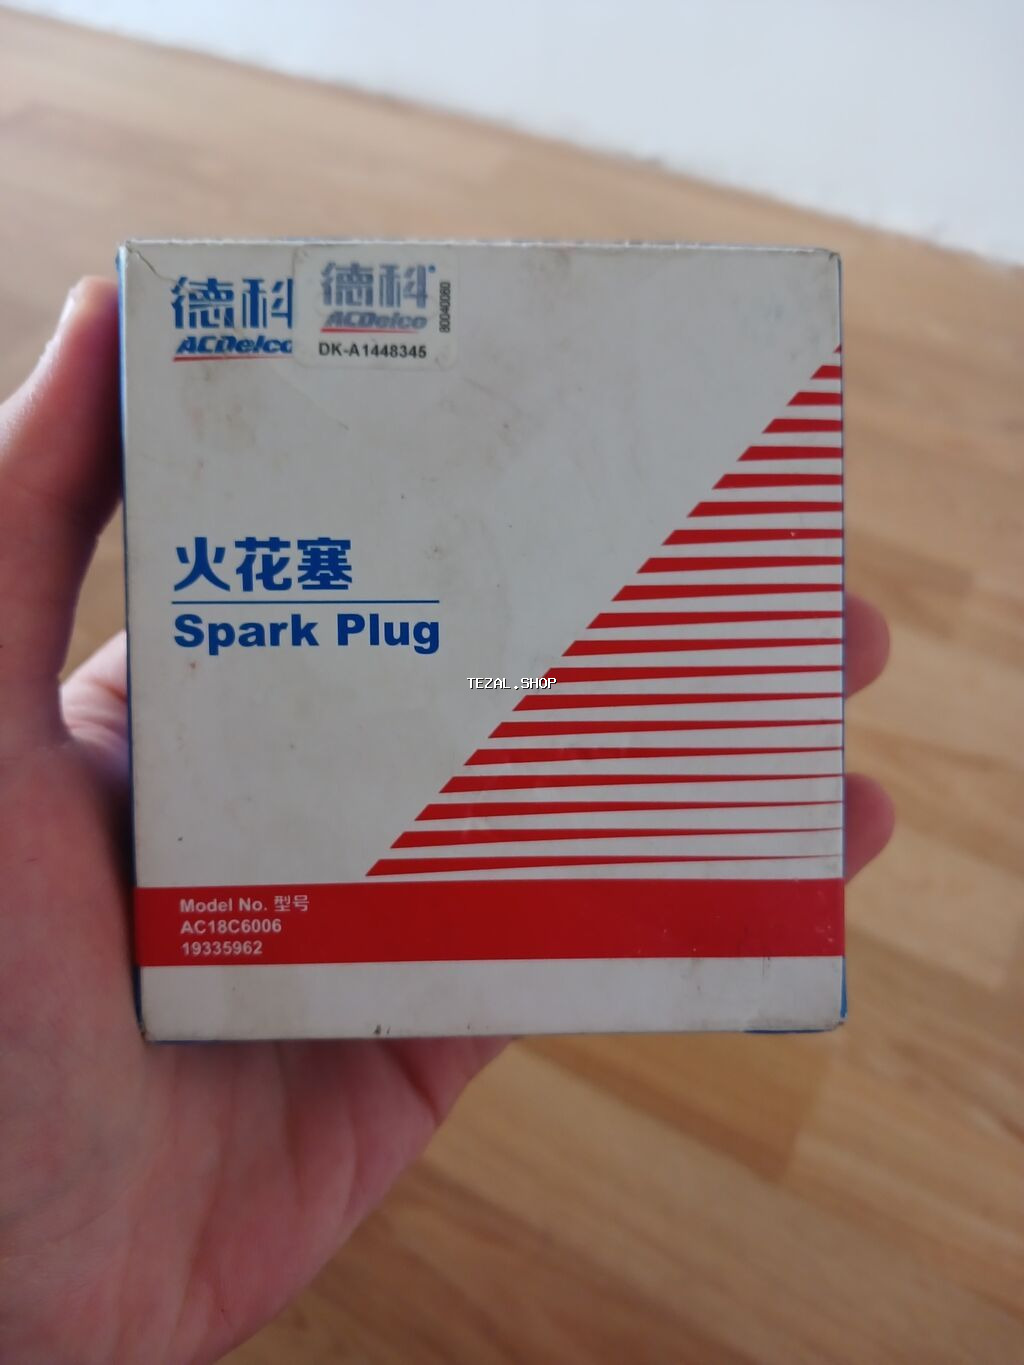 德科
ACDelco
德科
ACDelco
80040060
DK-A1448345
火花塞
Spark Plug
TEZAL.SHOP
Model No. 型号
AC18C6006
19335962